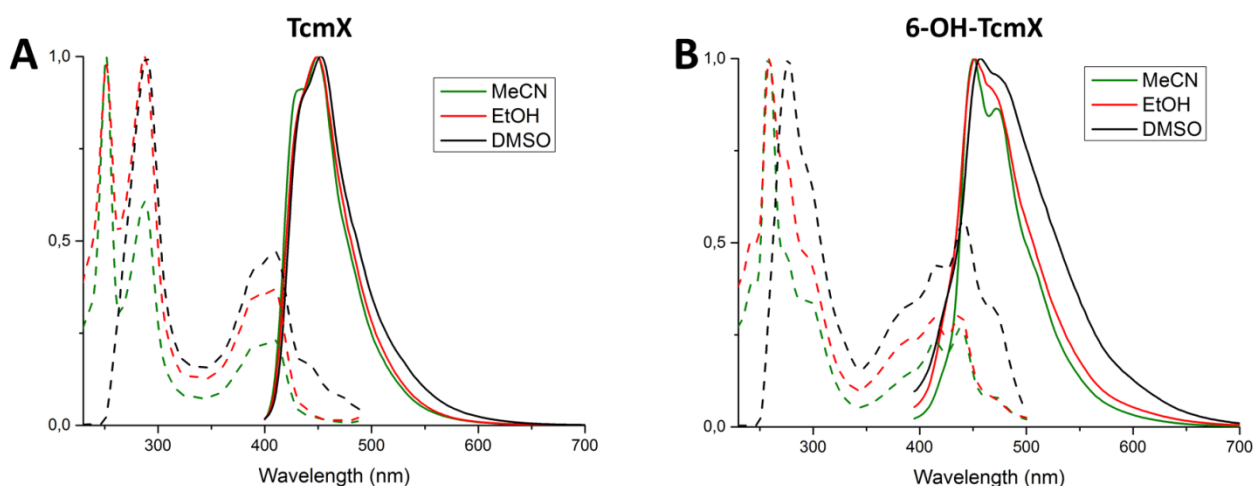 TcmX
6-OH-TcmX
A
1,0
0,5
0,0
MeCN
EtOH
DMSO
300
400
500
600
700
Wavelength (nm)
B
1,0
0,5
0,0
MeCN
EtOH
DMSO
300
400
500
600
700
Wavelength (nm)